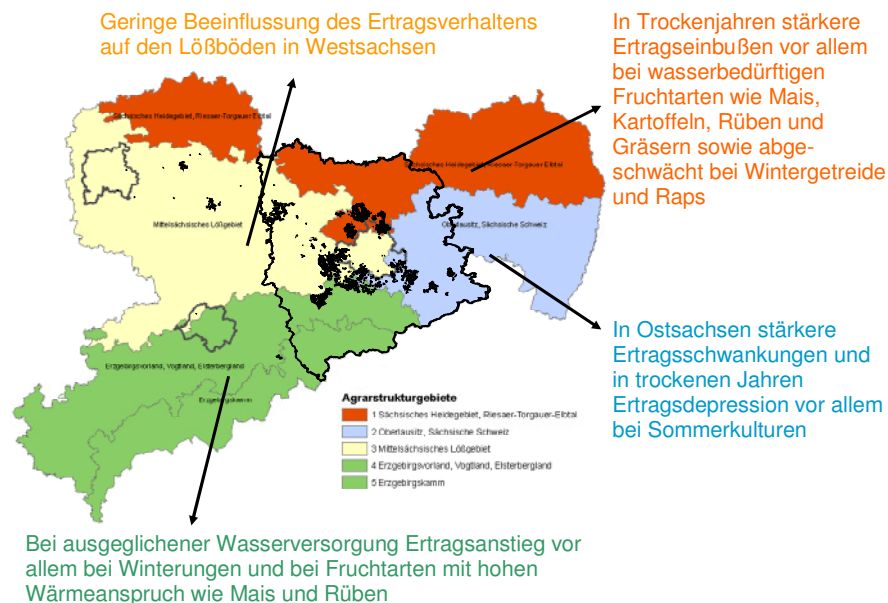 Geringe Beeinflussung des Ertragsverhaltens
auf den Lößböden in Westsachsen
In Trockenjahren stärkere
Ertragseinbußen vor allem
bei wasserbedürftigen
Fruchtarten wie Mais,
Kartoffeln, Rüben und
Gräsern sowie abge-
schwächt bei Wintergetreide
und Raps
Sächsisches Heidegebiet, Riesaer-Torgauer Elbtal
Sächsisches Heidegebiet, Riesaer-Torgauer Elbtal
Mittelsächsisches Lößgebiet
Oberlausitz, Sächsische Schweiz
In Ostsachsen stärkere
Ertragsschwankungen und
in trockenen Jahren
Ertragsdepression vor allem
bei Sommerkulturen
Erzgebirgsvorland, Vogtland, Elsterbergland
Erzgebirgskamm
Agrarstrukturgebiete
1 Sächsisches Heidegebiet, Riesaer-Torgauer-Elbtal
2 Oberlausitz, Sächsische Schweiz
3 Mittelsächsisches Lößgebiet
4 Erzgebirgsvorland, Vogtland, Elsterbergland
5 Erzgebirgskamm
Bei ausgeglichener Wasserversorgung Ertragsanstieg vor
allem bei Winterungen und bei Fruchtarten mit hohen
Wärmeanspruch wie Mais und Rüben